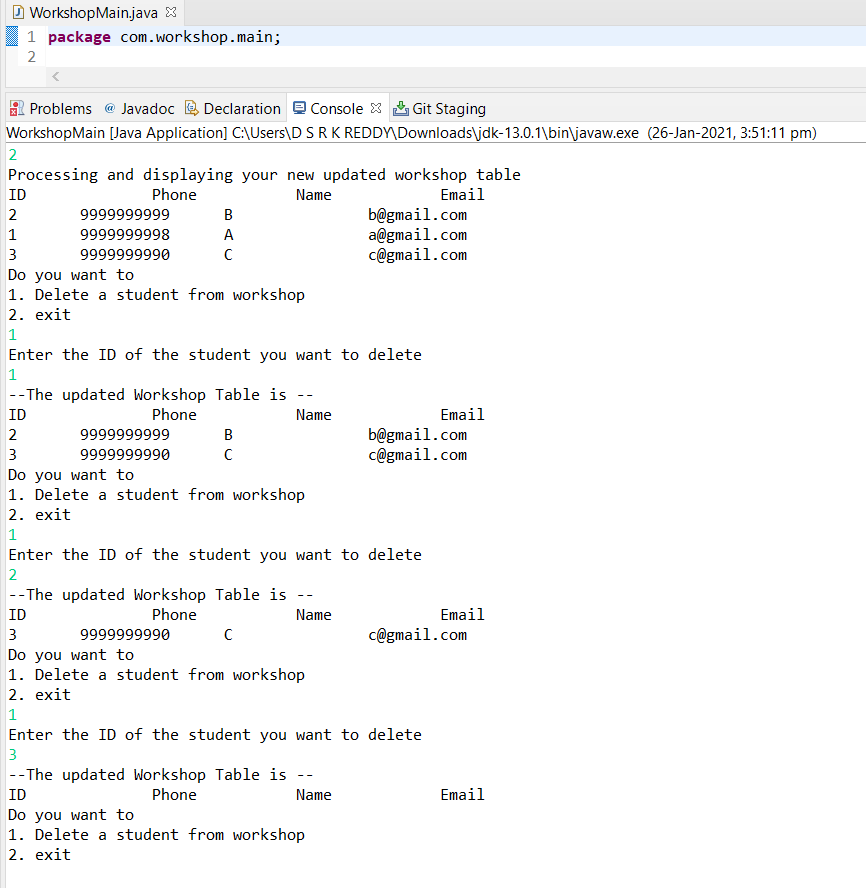 WorkshopMain.java
1 package com.workshop.main;
2
Problems @ Javadoc Declaration Console Git Staging
WorkshopMain [Java Application] C:\Users\D S R K REDDY\Downloads\jdk-13.0.1\bin\javaw.exe (26-Jan-2021, 3:51:11 pm)
2
Processing and displaying your new updated workshop table
ID Phone Name Email
2 9999999999 B b@gmail.com
1 9999999998 A a@gmail.com
3 9999999990 C c@gmail.com
Do you want to
1. Delete a student from workshop
2. exit
1
Enter the ID of the student you want to delete
1
--The updated Workshop Table is --
ID Phone Name Email
2 9999999999 B b@gmail.com
3 9999999990 C c@gmail.com
Do you want to
1. Delete a student from workshop
2. exit
1
Enter the ID of the student you want to delete
2
--The updated Workshop Table is --
ID Phone Name Email
3 9999999990 C c@gmail.com
Do you want to
1. Delete a student from workshop
2. exit
1
Enter the ID of the student you want to delete
3
--The updated Workshop Table is --
ID Phone Name Email
Do you want to
1. Delete a student from workshop
2. exit